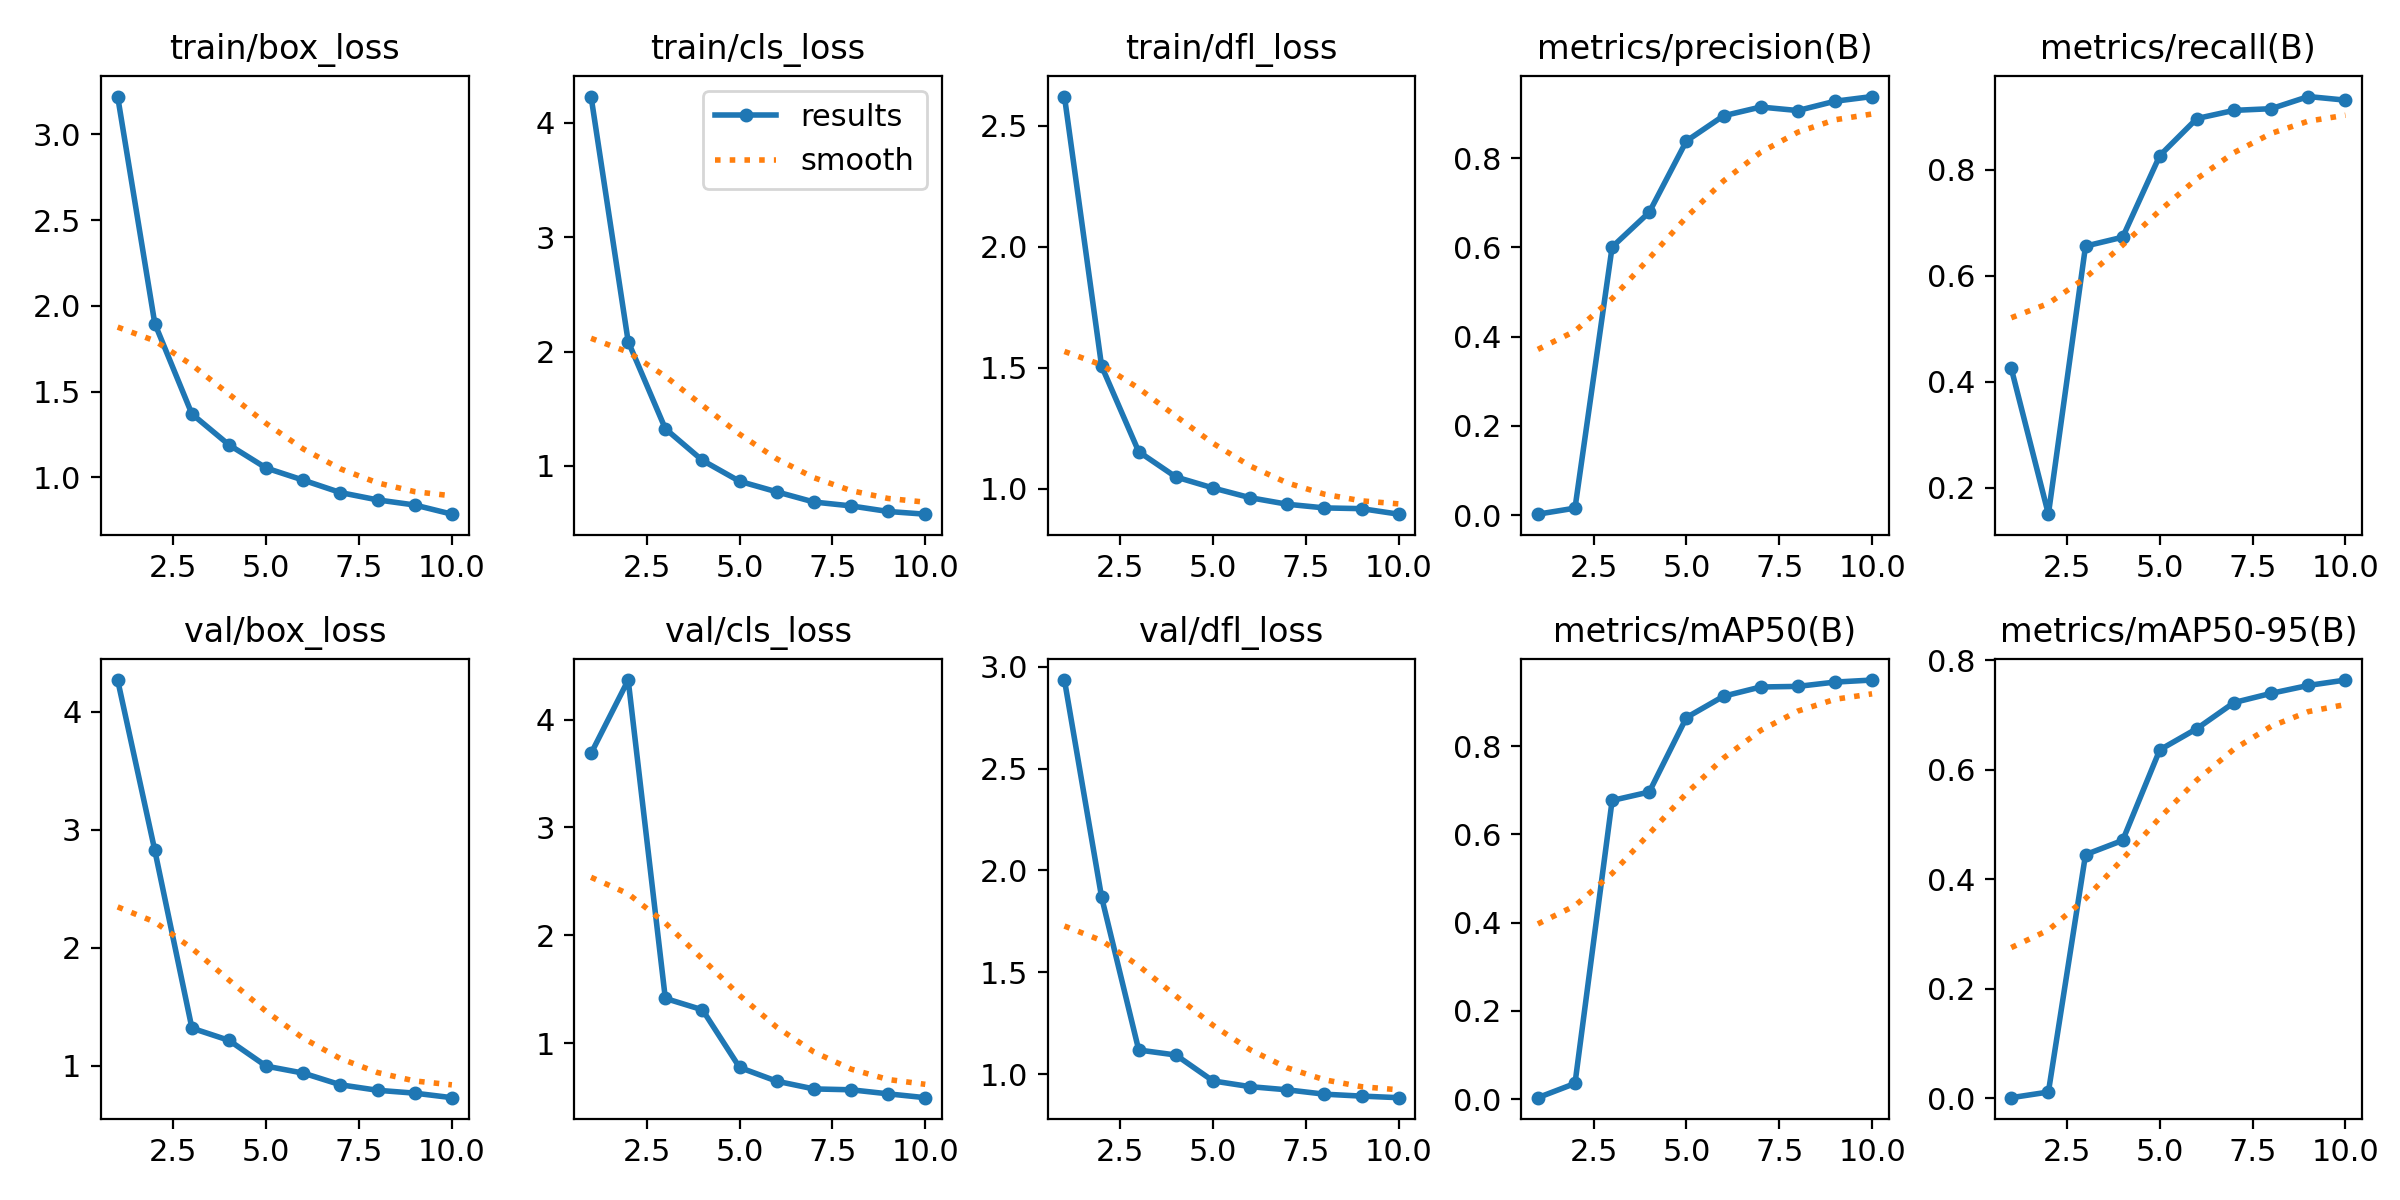 train/box_loss
train/cls_loss
train/dfl_loss
metrics/precision(B)
metrics/recall(B)
3.0
2.5
2.0
1.5
1.0
2.5 5.0 7.5 10.0
4
3
2
1
results
smooth
2.5 5.0 7.5 10.0
2.5
2.0
1.5
1.0
2.5 5.0 7.5 10.0
0.8
0.6
0.4
0.2
0.0
2.5 5.0 7.5 10.0
0.8
0.6
0.4
0.2
2.5 5.0 7.5 10.0
val/box_loss
val/cls_loss
val/dfl_loss
metrics/mAP50(B)
metrics/mAP50-95(B)
4
3
2
1
2.5 5.0 7.5 10.0
4
3
2
1
2.5 5.0 7.5 10.0
3.0
2.5
2.0
1.5
1.0
2.5 5.0 7.5 10.0
0.8
0.6
0.4
0.2
0.0
2.5 5.0 7.5 10.0
0.8
0.6
0.4
0.2
0.0
2.5 5.0 7.5 10.0